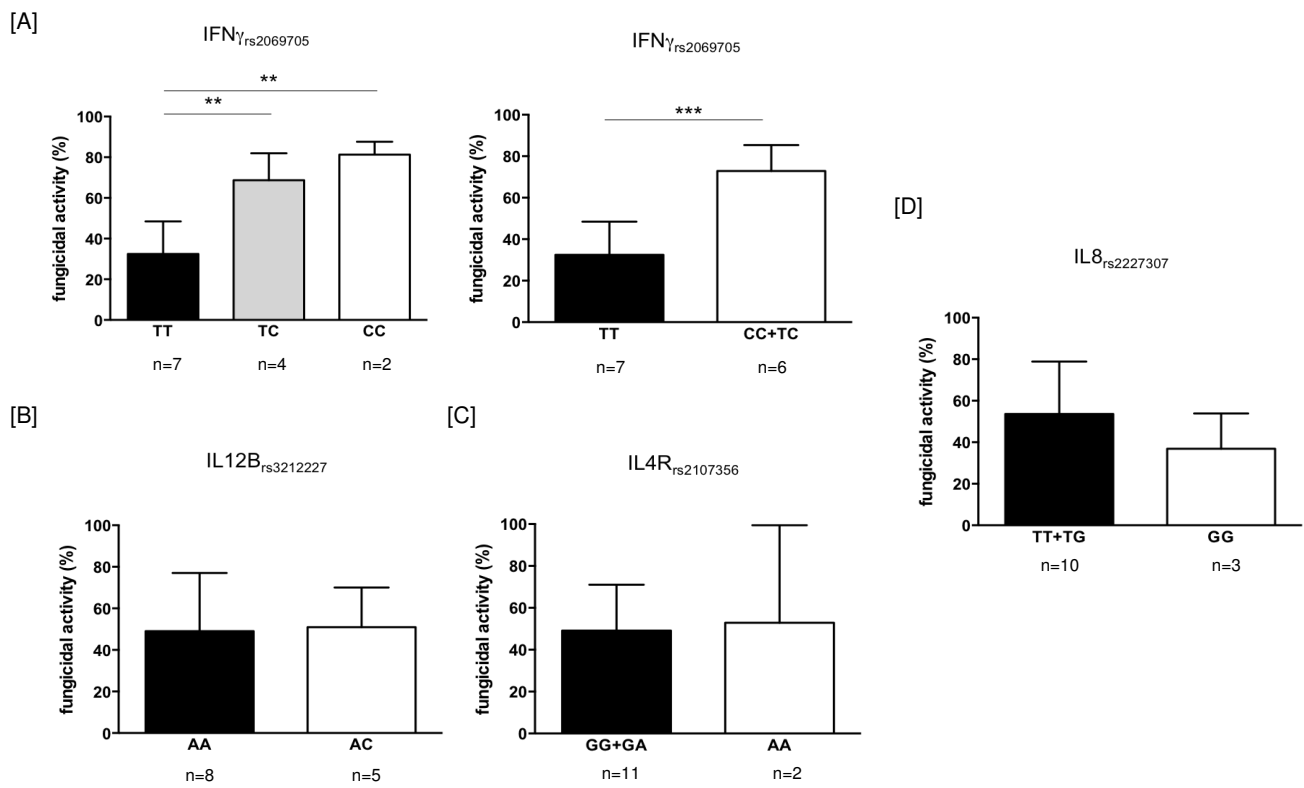 [A]
IFNγrs2069705
**
**
fungicidal activity (%)
100
80
60
40
20
0
TT TC CC
n=7 n=4 n=2
IFNγrs2069705
***
fungicidal activity (%)
100
80
60
40
20
0
TT CC+TC
n=7 n=6
[B]
IL12Brs3212227
fungicidal activity (%)
100
80
60
40
20
0
AA AC
n=8 n=5
[C]
IL4Rrs2107356
fungicidal activity (%)
100
80
60
40
20
0
GG+GA AA
n=11 n=2
[D]
IL8rs2227307
fungicidal activity (%)
100
80
60
40
20
0
TT+TG GG
n=10 n=3